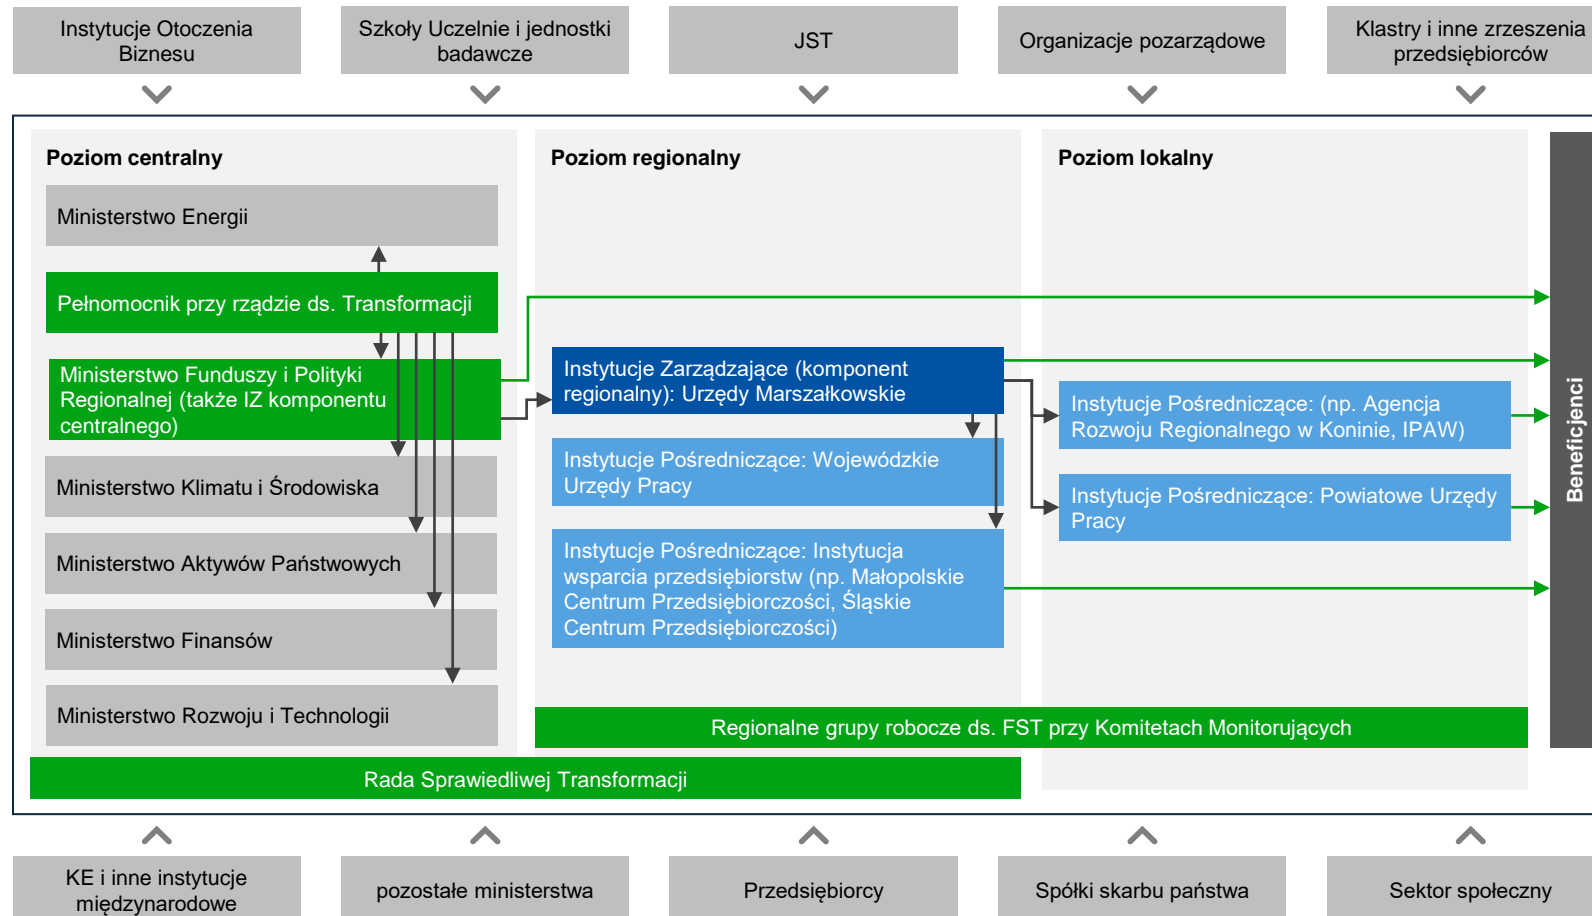 Instytucje Otoczenia
Biznesu
Szkoły Uczelnie i jednostki
badawcze
JST
Organizacje pozarządowe
Klastry i inne zrzeszenia
przedsiębiorców
Poziom centralny
Ministerstwo Energii
Pełnomocnik przy rządzie ds. Transformacji
Ministerstwo Funduszy i Polityki
Regionalnej (także IZ komponentu
centralnego)
Ministerstwo Klimatu i Środowiska
Ministerstwo Aktywów Państwowych
Ministerstwo Finansów
Ministerstwo Rozwoju i Technologii
Poziom regionalny
Instytucje Zarządzające (komponent
regionalny): Urzędy Marszałkowskie
Instytucje Pośredniczące: Wojewódzkie
Urzędy Pracy
Instytucje Pośredniczące: Instytucja
wsparcia przedsiębiorstw (np. Małopolskie
Centrum Przedsiębiorczości, Śląskie
Centrum Przedsiębiorczości)
Poziom lokalny
Instytucje Pośredniczące: (np. Agencja
Rozwoju Regionalnego w Koninie, IPAW)
Instytucje Pośredniczące: Powiatowe Urzędy
Pracy
Beneficjenci
Regionalne grupy robocze ds. FST przy Komitetach Monitorujących
Rada Sprawiedliwej Transformacji
KE i inne instytucje
międzynarodowe
pozostałe ministerstwa
Przedsiębiorcy
Spółki skarbu państwa
Sektor społeczny